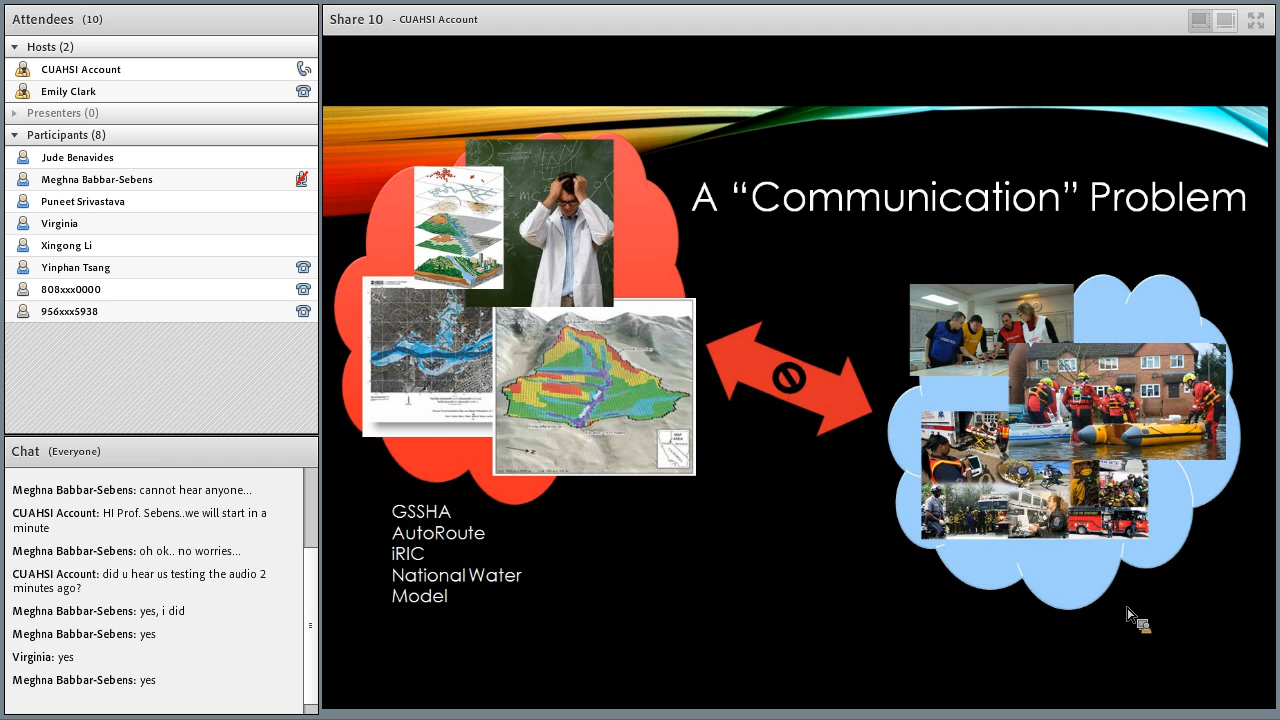 Attendees (10)
Hosts (2)
CUAHSI Account
Emily Clark
Presenters (0)
Participants (8)
Jude Benavides
Meghna Babbar-Sebens
Puneet Srivastava
Virginia
Xingong Li
Yinphan Tsang
808xxx0000
956xxx5938
Chat (Everyone)
Meghna Babbar-Sebens: cannot hear anyone...
CUAHSI Account: HI Prof. Sebens..we will start in a
minute
Meghna Babbar-Sebens: oh ok.. no worries...
CUAHSI Account: did u hear us testing the audio 2
minutes ago?
Meghna Babbar-Sebens: yes, i did
Meghna Babbar-Sebens: yes
Virginia: yes
Meghna Babbar-Sebens: yes
Share 10 - CUAHSI Account
A “Communication” Problem
GSSHA
AutoRoute
iRIC
National Water
Model
MAP
AREA